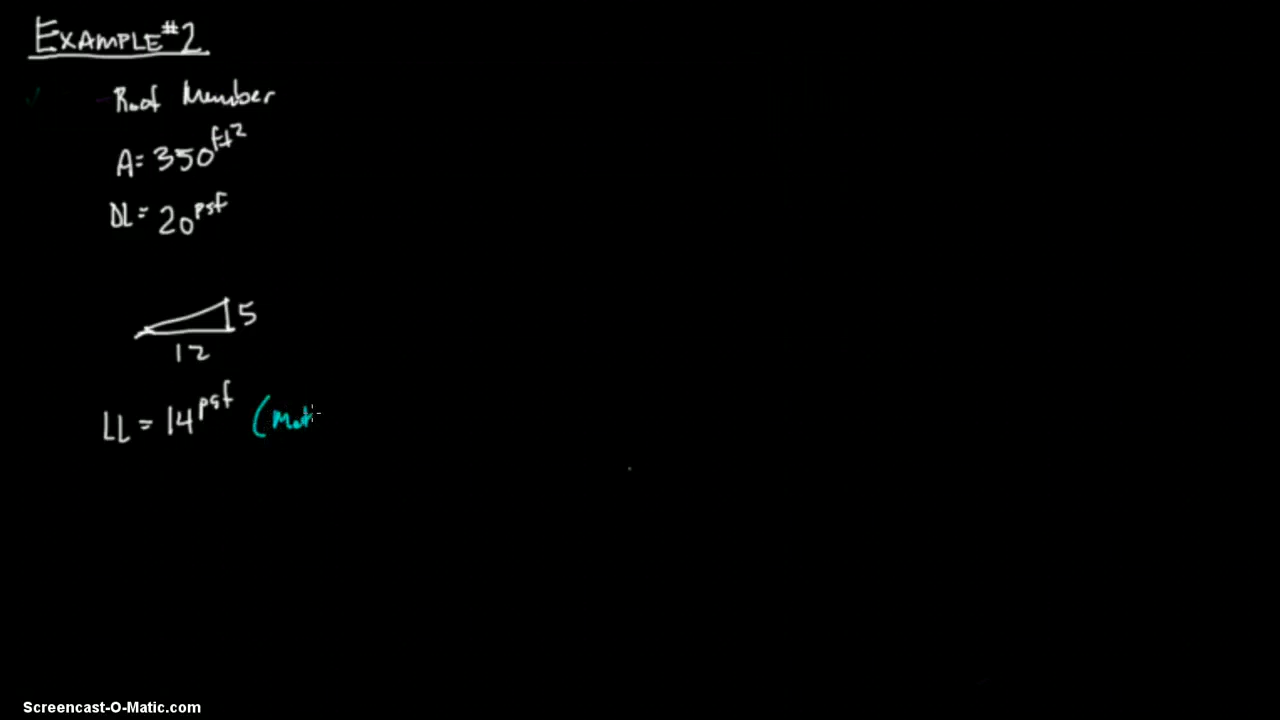 EXAMPLE #2
Roof Member
A = 350 ft²
DL = 20 psf
5
12
LL = 14 psf (
Screencast-O-Matic.com